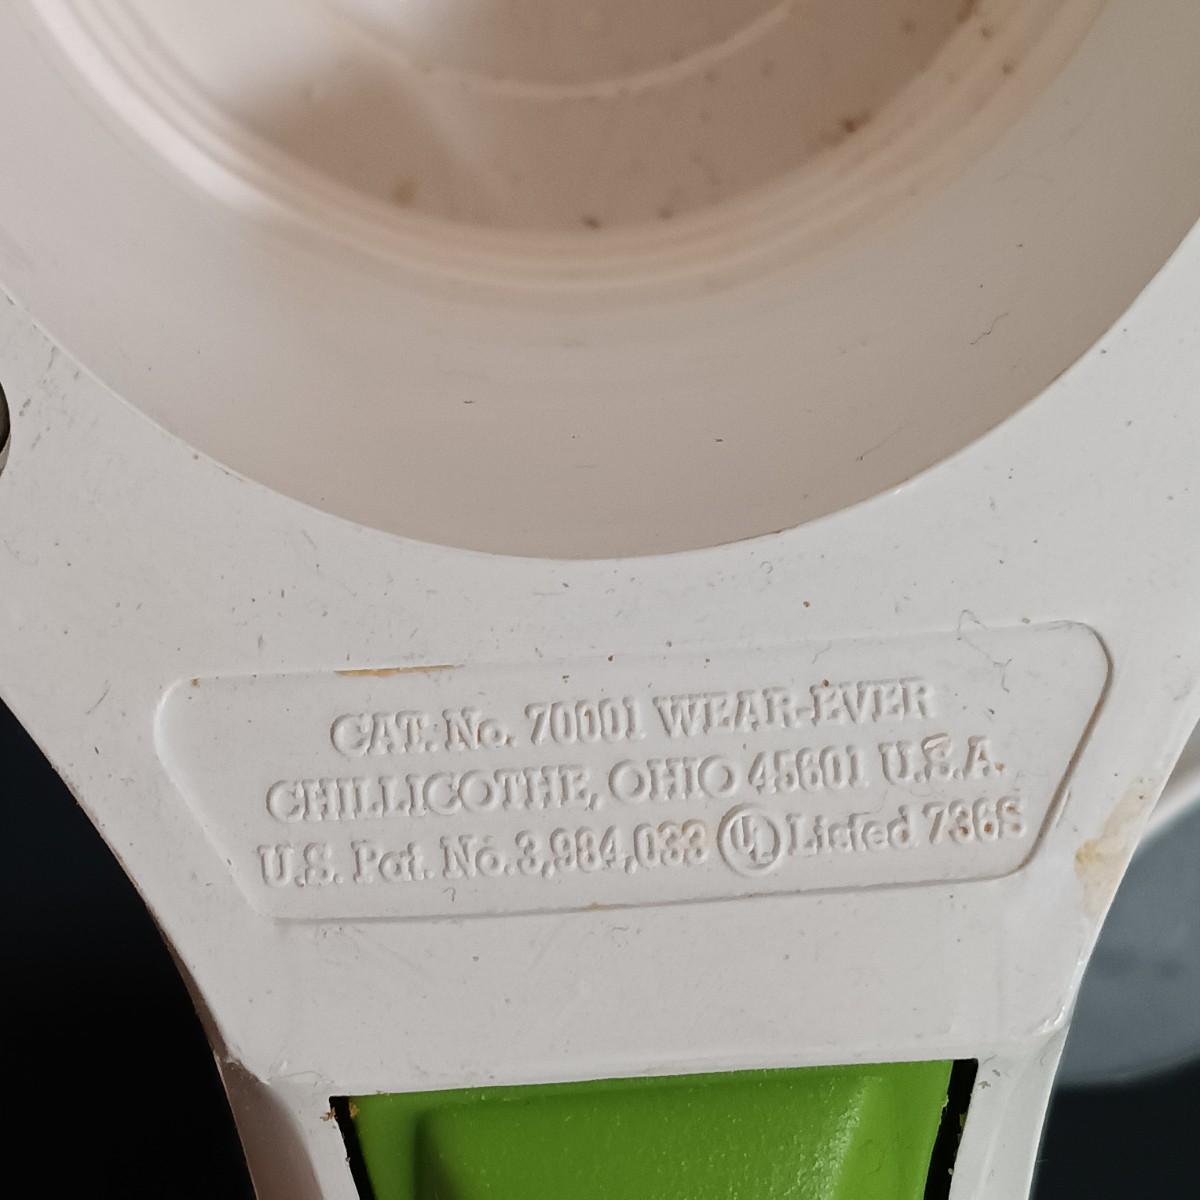 CAT. No. 70001 WEAR-EVER
CHILLICOTHE, OHIO 45601 U.S.A.
U.S. Pat. No. 3,984,033 UL Listed 736S